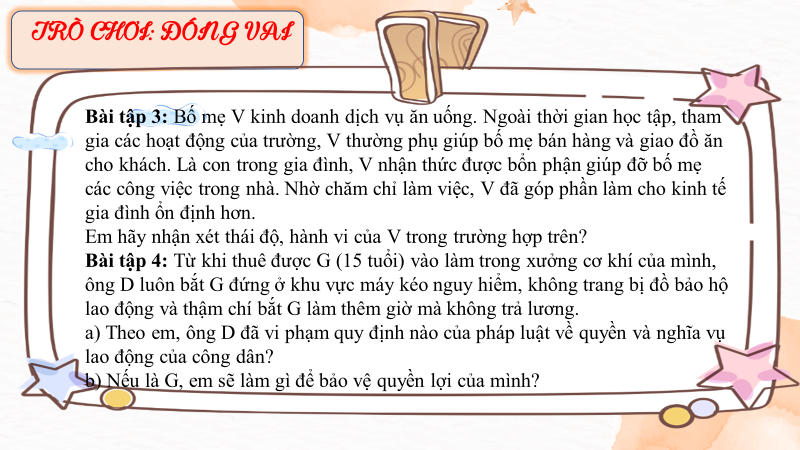 TRÒ CHƠI: ĐÓNG VAI
Bài tập 3: Bố mẹ V kinh doanh dịch vụ ăn uống. Ngoài thời gian học tập, tham
gia các hoạt động của trường, V thường phụ giúp bố mẹ bán hàng và giao đồ ăn
cho khách. Là con trong gia đình, V nhận thức được bổn phận giúp đỡ bố mẹ
các công việc trong nhà. Nhờ chăm chỉ làm việc, V đã góp phần làm cho kinh tế
gia đình ổn định hơn.
Em hãy nhận xét thái độ, hành vi của V trong trường hợp trên?
Bài tập 4: Từ khi thuê được G (15 tuổi) vào làm trong xưởng cơ khí của mình,
ông D luôn bắt G đứng ở khu vực máy kéo nguy hiểm, không trang bị đồ bảo hộ
lao động và thậm chí bắt G làm thêm giờ mà không trả lương.
a) Theo em, ông D đã vi phạm quy định nào của pháp luật về quyền và nghĩa vụ
lao động của công dân?
b) Nếu là G, em sẽ làm gì để bảo vệ quyền lợi của mình?